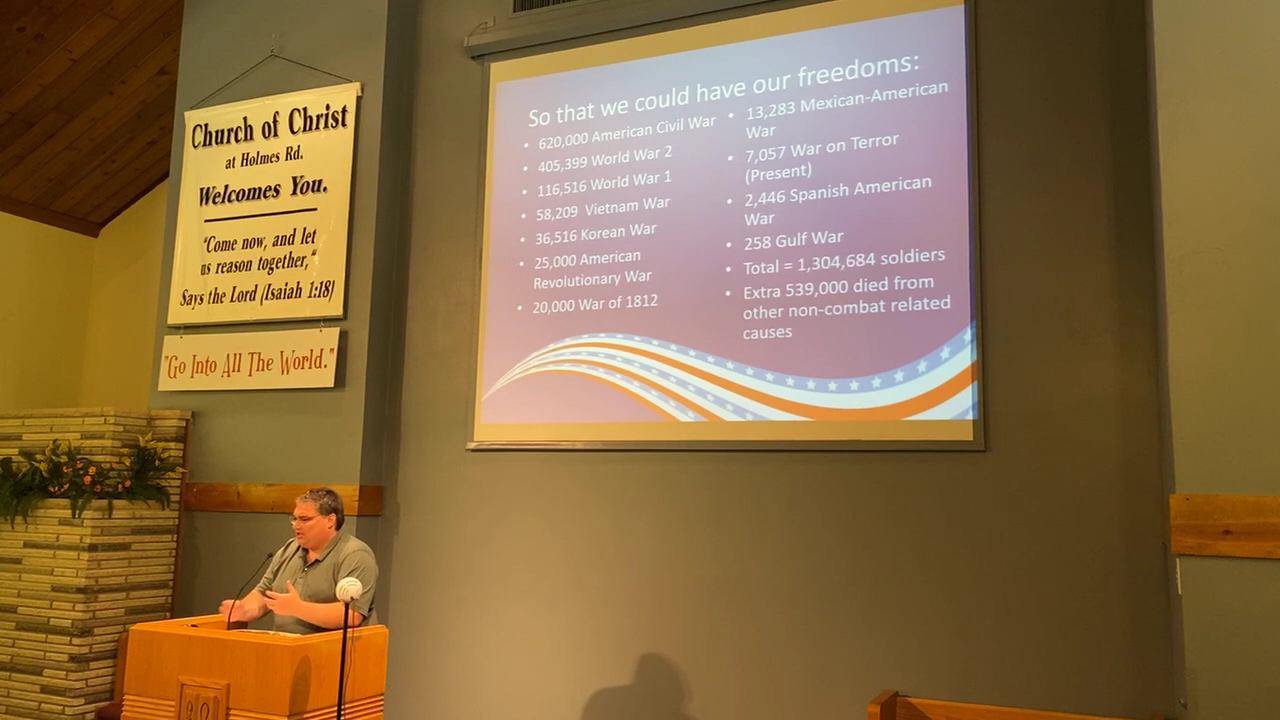 Church of Christ
at Holmes Rd.
Welcomes You.
"Come now, and let
us reason together,"
Says the Lord (Isaiah 1:18)
"Go Into All The World."
So that we could have our freedoms:
• 620,000 American Civil War
• 405,399 World War 2
• 116,516 World War 1
• 58,209 Vietnam War
• 36,516 Korean War
• 25,000 American
Revolutionary War
• 20,000 War of 1812
• 13,283 Mexican-American
War
• 7,057 War on Terror
(Present)
• 2,446 Spanish American
War
• 258 Gulf War
• Total = 1,304,684 soldiers
• Extra 539,000 died from
other non-combat related
causes